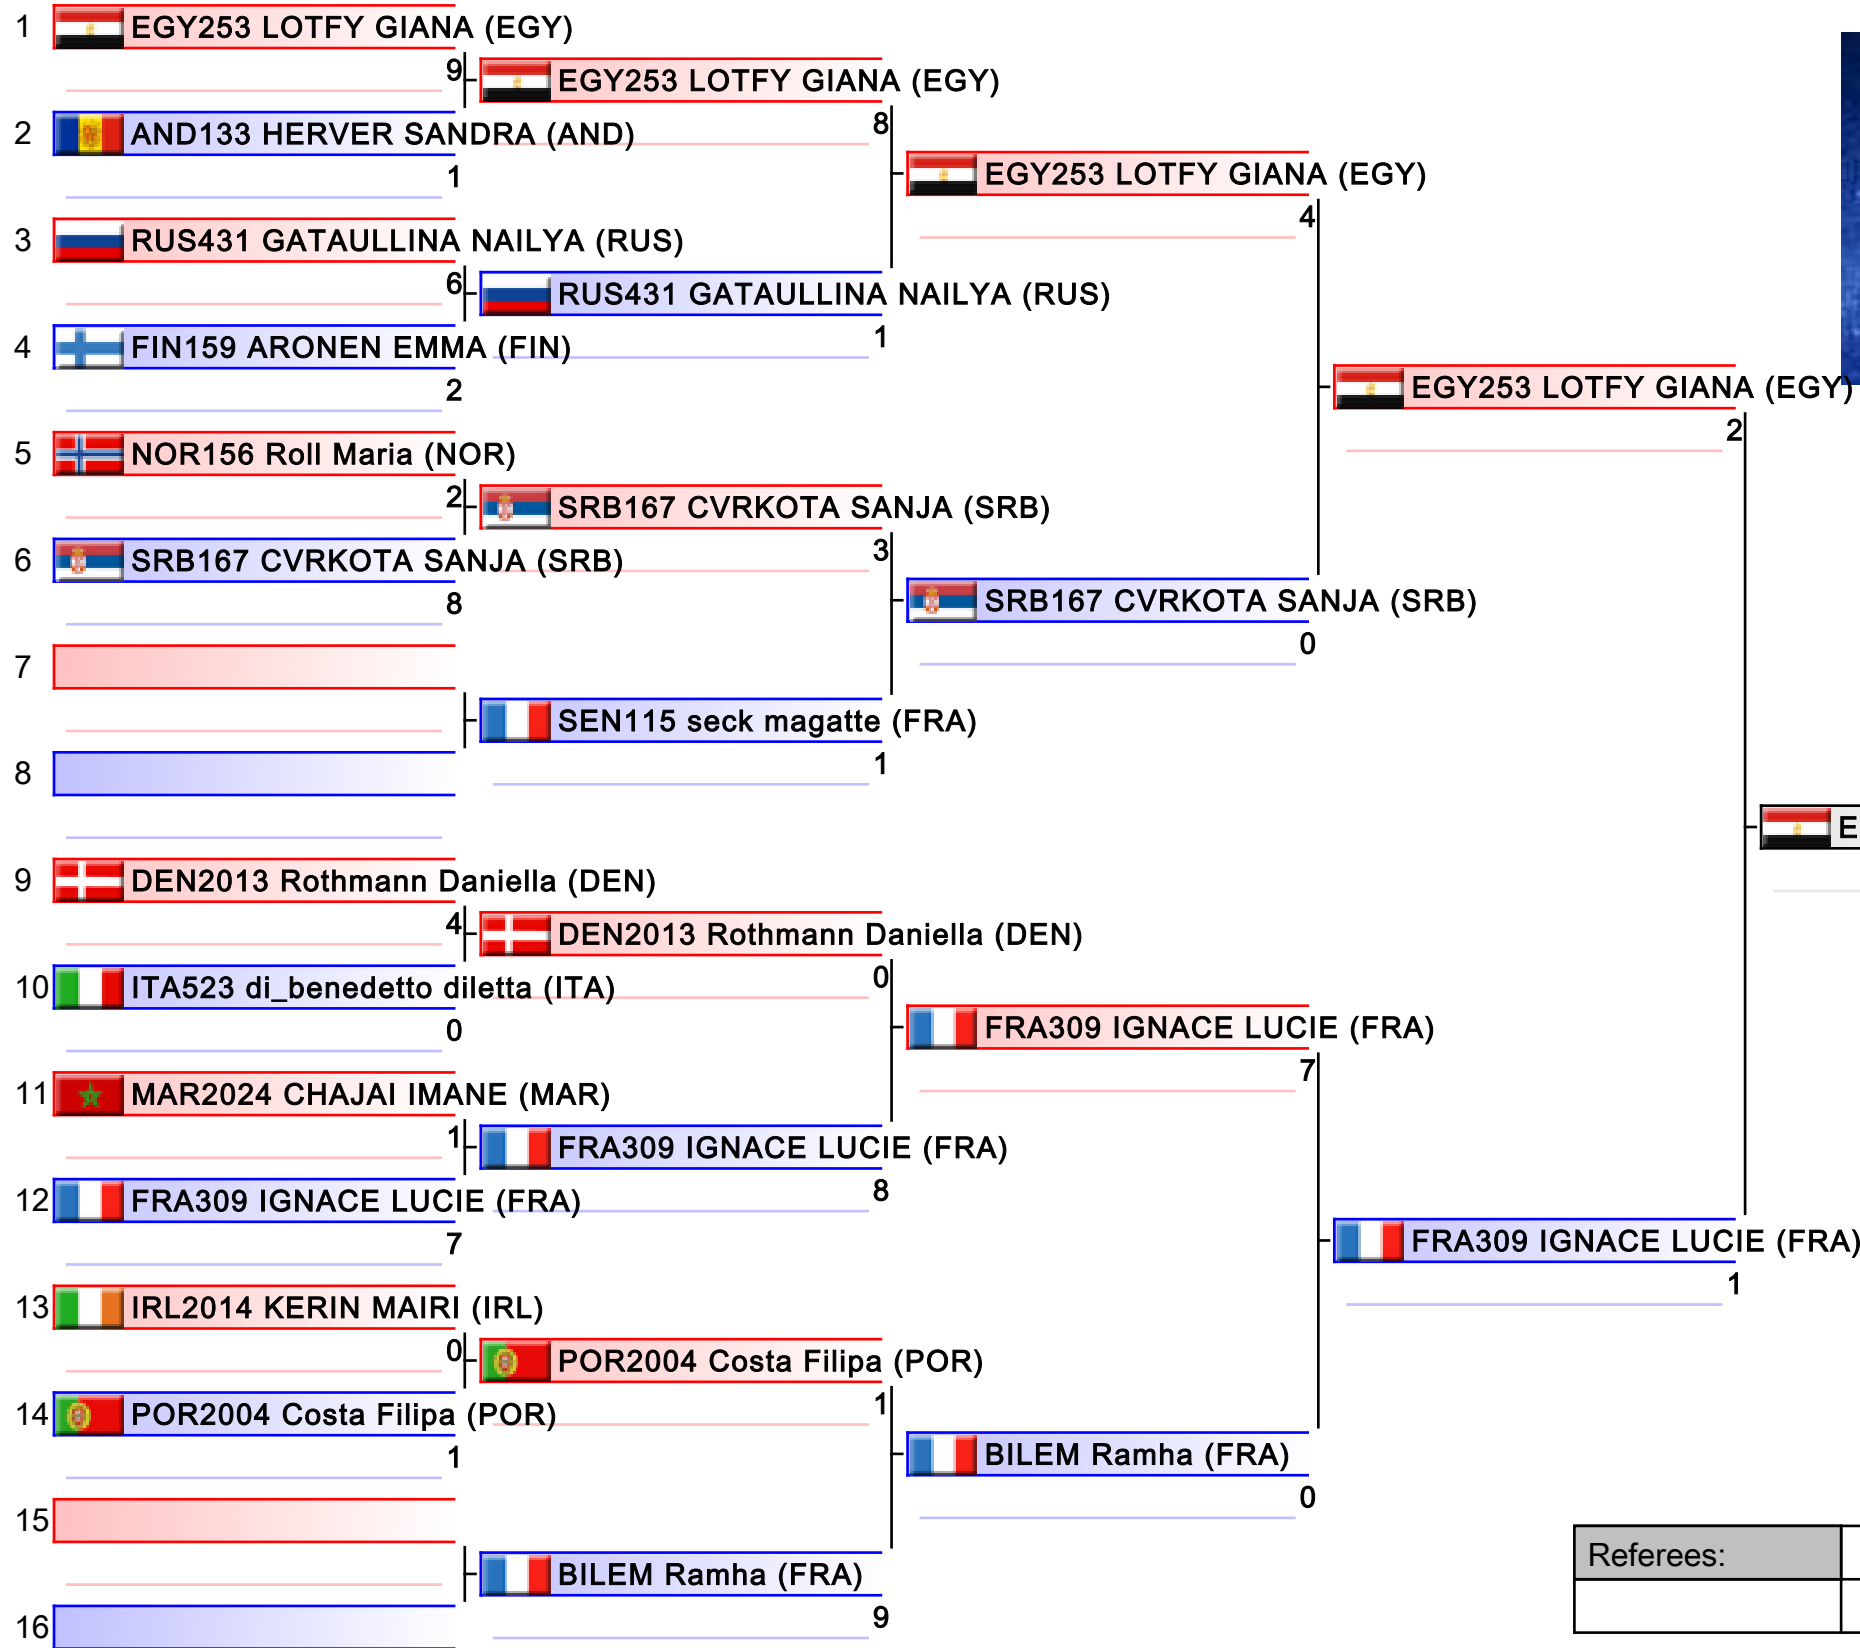 1 EGY253 LOTFY GIANA (EGY)
9
EGY253 LOTFY GIANA (EGY)
8
2 AND133 HERVER SANDRA (AND)
1
EGY253 LOTFY GIANA (EGY)
4
3 RUS431 GATAULLINA NAILYA (RUS)
6
RUS431 GATAULLINA NAILYA (RUS)
1
4 FIN159 ARONEN EMMA (FIN)
2
EGY253 LOTFY GIANA (EGY)
2
5 NOR156 Roll Maria (NOR)
2
SRB167 CVRKOTA SANJA (SRB)
3
6 SRB167 CVRKOTA SANJA (SRB)
8
SRB167 CVRKOTA SANJA (SRB)
0
7
SEN115 seck magatte (FRA)
1
8
E
9 DEN2013 Rothmann Daniella (DEN)
4
DEN2013 Rothmann Daniella (DEN)
0
10 ITA523 di_benedetto diletta (ITA)
0
FRA309 IGNACE LUCIE (FRA)
7
11 MAR2024 CHAJAI IMANE (MAR)
1
FRA309 IGNACE LUCIE (FRA)
8
12 FRA309 IGNACE LUCIE (FRA)
7
FRA309 IGNACE LUCIE (FRA)
1
13 IRL2014 KERIN MAIRI (IRL)
0
POR2004 Costa Filipa (POR)
1
14 POR2004 Costa Filipa (POR)
1
BILEM Ramha (FRA)
0
15
BILEM Ramha (FRA)
9
16
Referees: